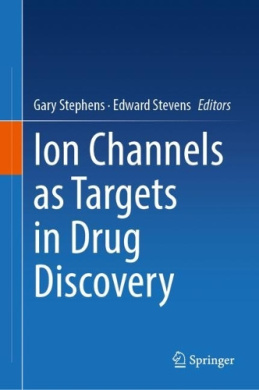 Gary Stephens · Edward Stevens Editors
Ion Channels
as Targets
in Drug
Discovery
Springer